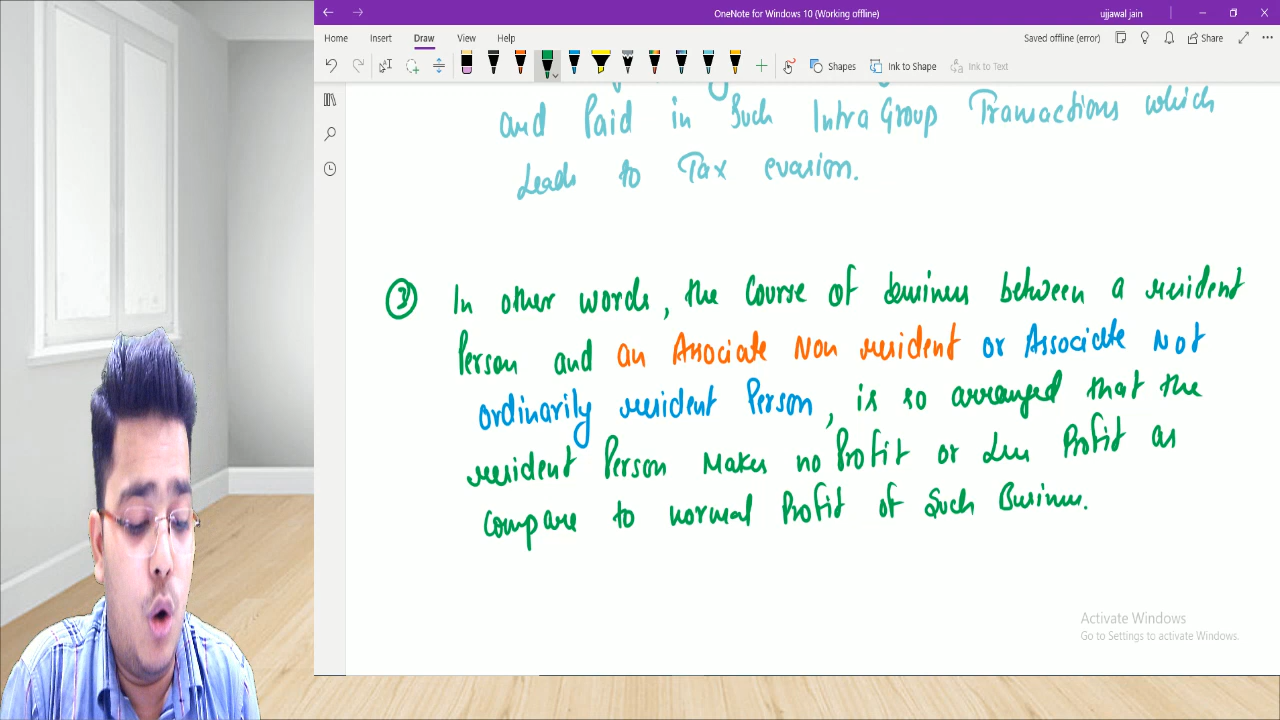 OneNote for Windows 10 (Working offline)
ujjawal jain
Home Insert Draw View Help
Saved offline (error)
Share
Shapes
Ink to Shape
Ink to Text
and Paid in Such Intra Group Transactions which
Leads to Tax evasion.
③ In other words, the Course of business between a resident
Person and an Associate Non resident or Associate Not
ordinarily resident Person, is so arranged that the
resident Person Makes no Profit or Less Profit as
compare to normal Profit of Such Business.
Activate Windows
Go to Settings to activate Windows.